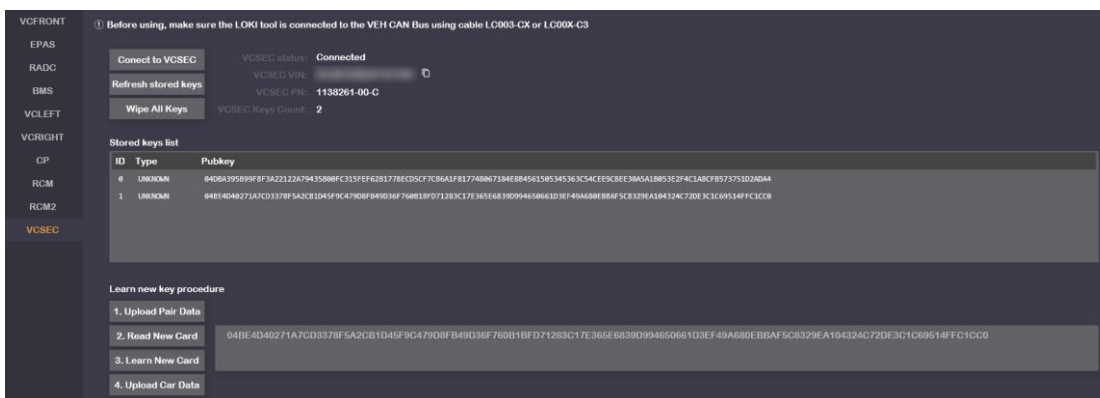 VCFRONT
EPAS
RADC
BMS
VCLEFT
VCRIGHT
CP
RCM
RCM2
VCSEC
Before using, make sure the LOKI tool is connected to the VEH CAN Bus using cable LC003-CX or LC00X-C3
Conect to VCSEC
VCSEC status: Connected
VCSEC VIN:
Refresh stored keys
VCSEC PN: 1138261-00-C
Wipe All Keys
VCSEC Keys Count: 2
Stored keys list
ID Type Pubkey
0 UNKNOWN
1 UNKNOWN
Learn new key procedure
1. Upload Pair Data
2. Read New Card
04BE4D40271A7CD3378F5A2CB1D45F9C479D8FB49D36F760B1BFD71283C17E365E6839D994650661D3EF49A680EBBAF5C8329EA104324C72DE3C1C69514FFC1CC0
3. Learn New Card
4. Upload Car Data